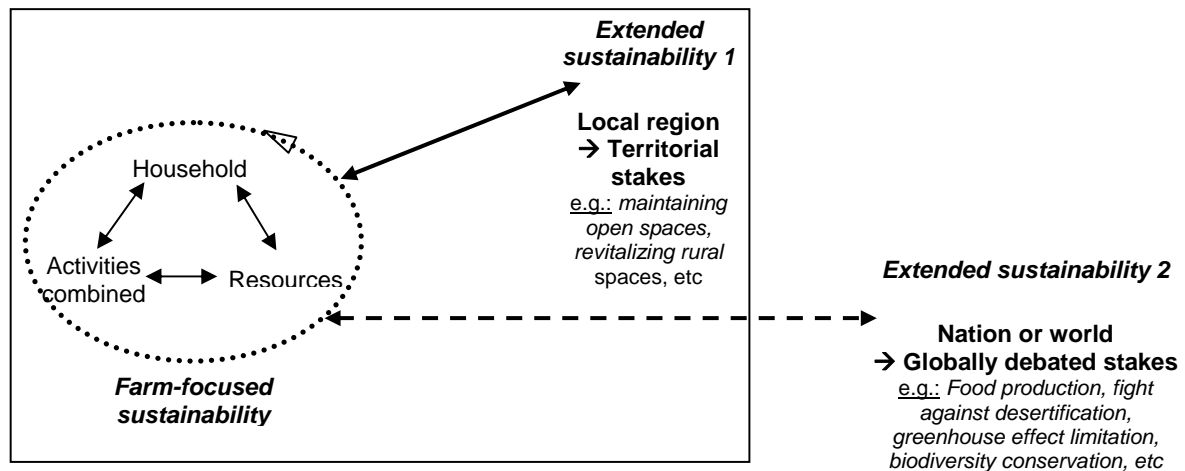 Extended
sustainability 1
Local region
→ Territorial
stakes
e.g.: maintaining
open spaces,
revitalizing rural
spaces, etc
Household
Activities
combined
Resources
Farm-focused
sustainability
Extended sustainability 2
Nation or world
→ Globally debated stakes
e.g.: Food production, fight
against desertification,
greenhouse effect limitation,
biodiversity conservation, etc